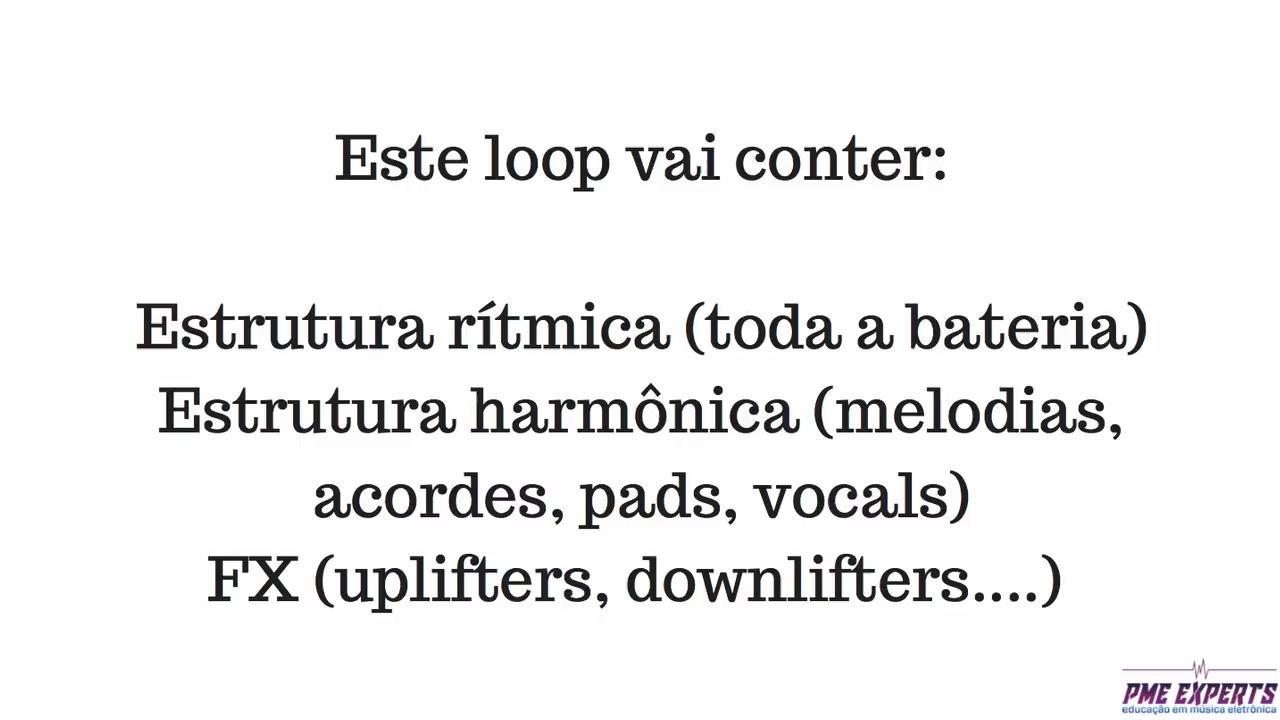 Este loop vai conter:
Estrutura rítmica (toda a bateria)
Estrutura harmônica (melodias,
acordes, pads, vocals)
FX (uplifters, downlifters....)
PME EXPERTS
educação em música eletrônica